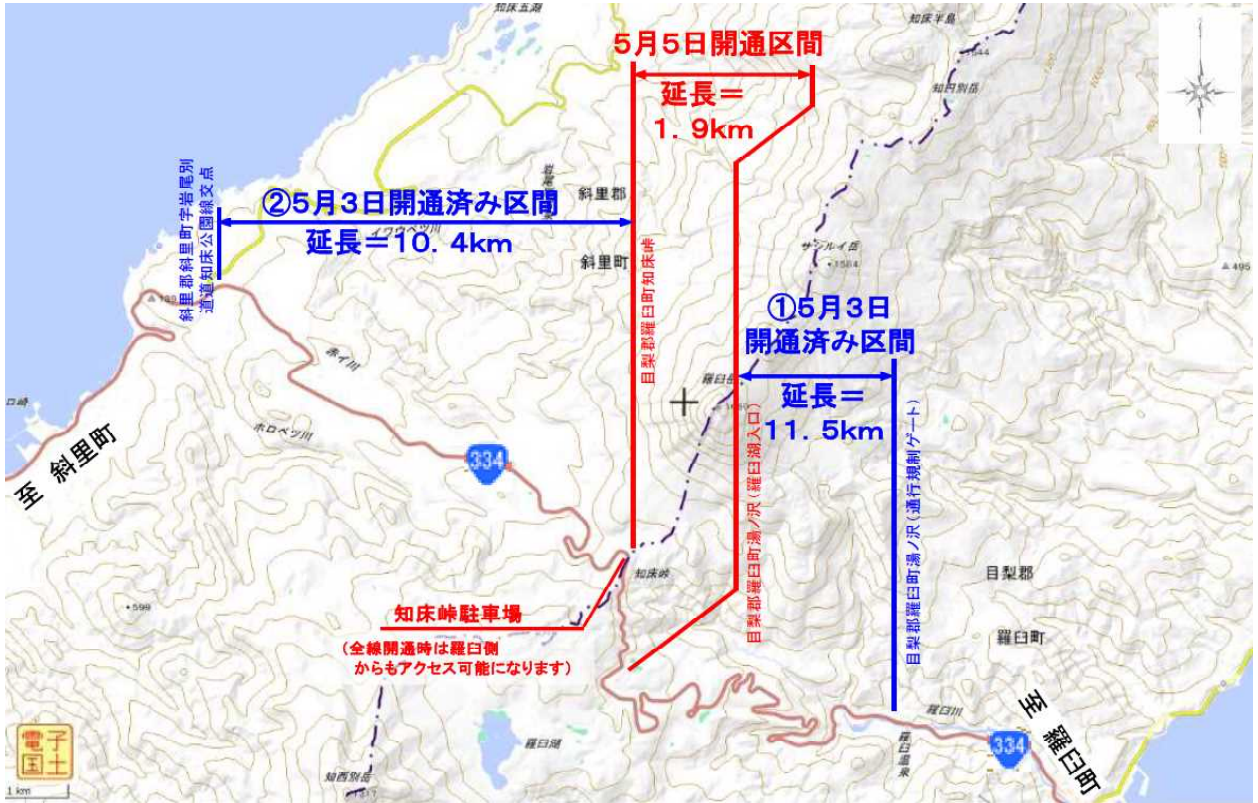 知床五湖
知床半島
5月5日開通区間
延長=
1.9km
知円別岳
斜里郡斜里町字岩尾別
道道知床公園線交点
②5月3日開通済み区間
延長=10.4km
イワウベツ川
斜里郡
斜里町
サシルイ岳
1564
495
目梨郡羅臼町知床峠
①5月3日
開通済み区間
延長=
11.5km
羅臼岳
赤イ川
ホロベツ川
至 斜里町
334
目梨郡羅臼町湯ノ沢(羅臼湖入口)
目梨郡羅臼町湯ノ沢(通行規制ゲート)
知床峠
599
知床峠駐車場
(全線開通時は羅臼側
からもアクセス可能になります)
目梨郡
羅臼町
至 羅臼町
羅臼川
334
羅臼温泉
羅臼湖
知西別岳
電子
国土
1 km